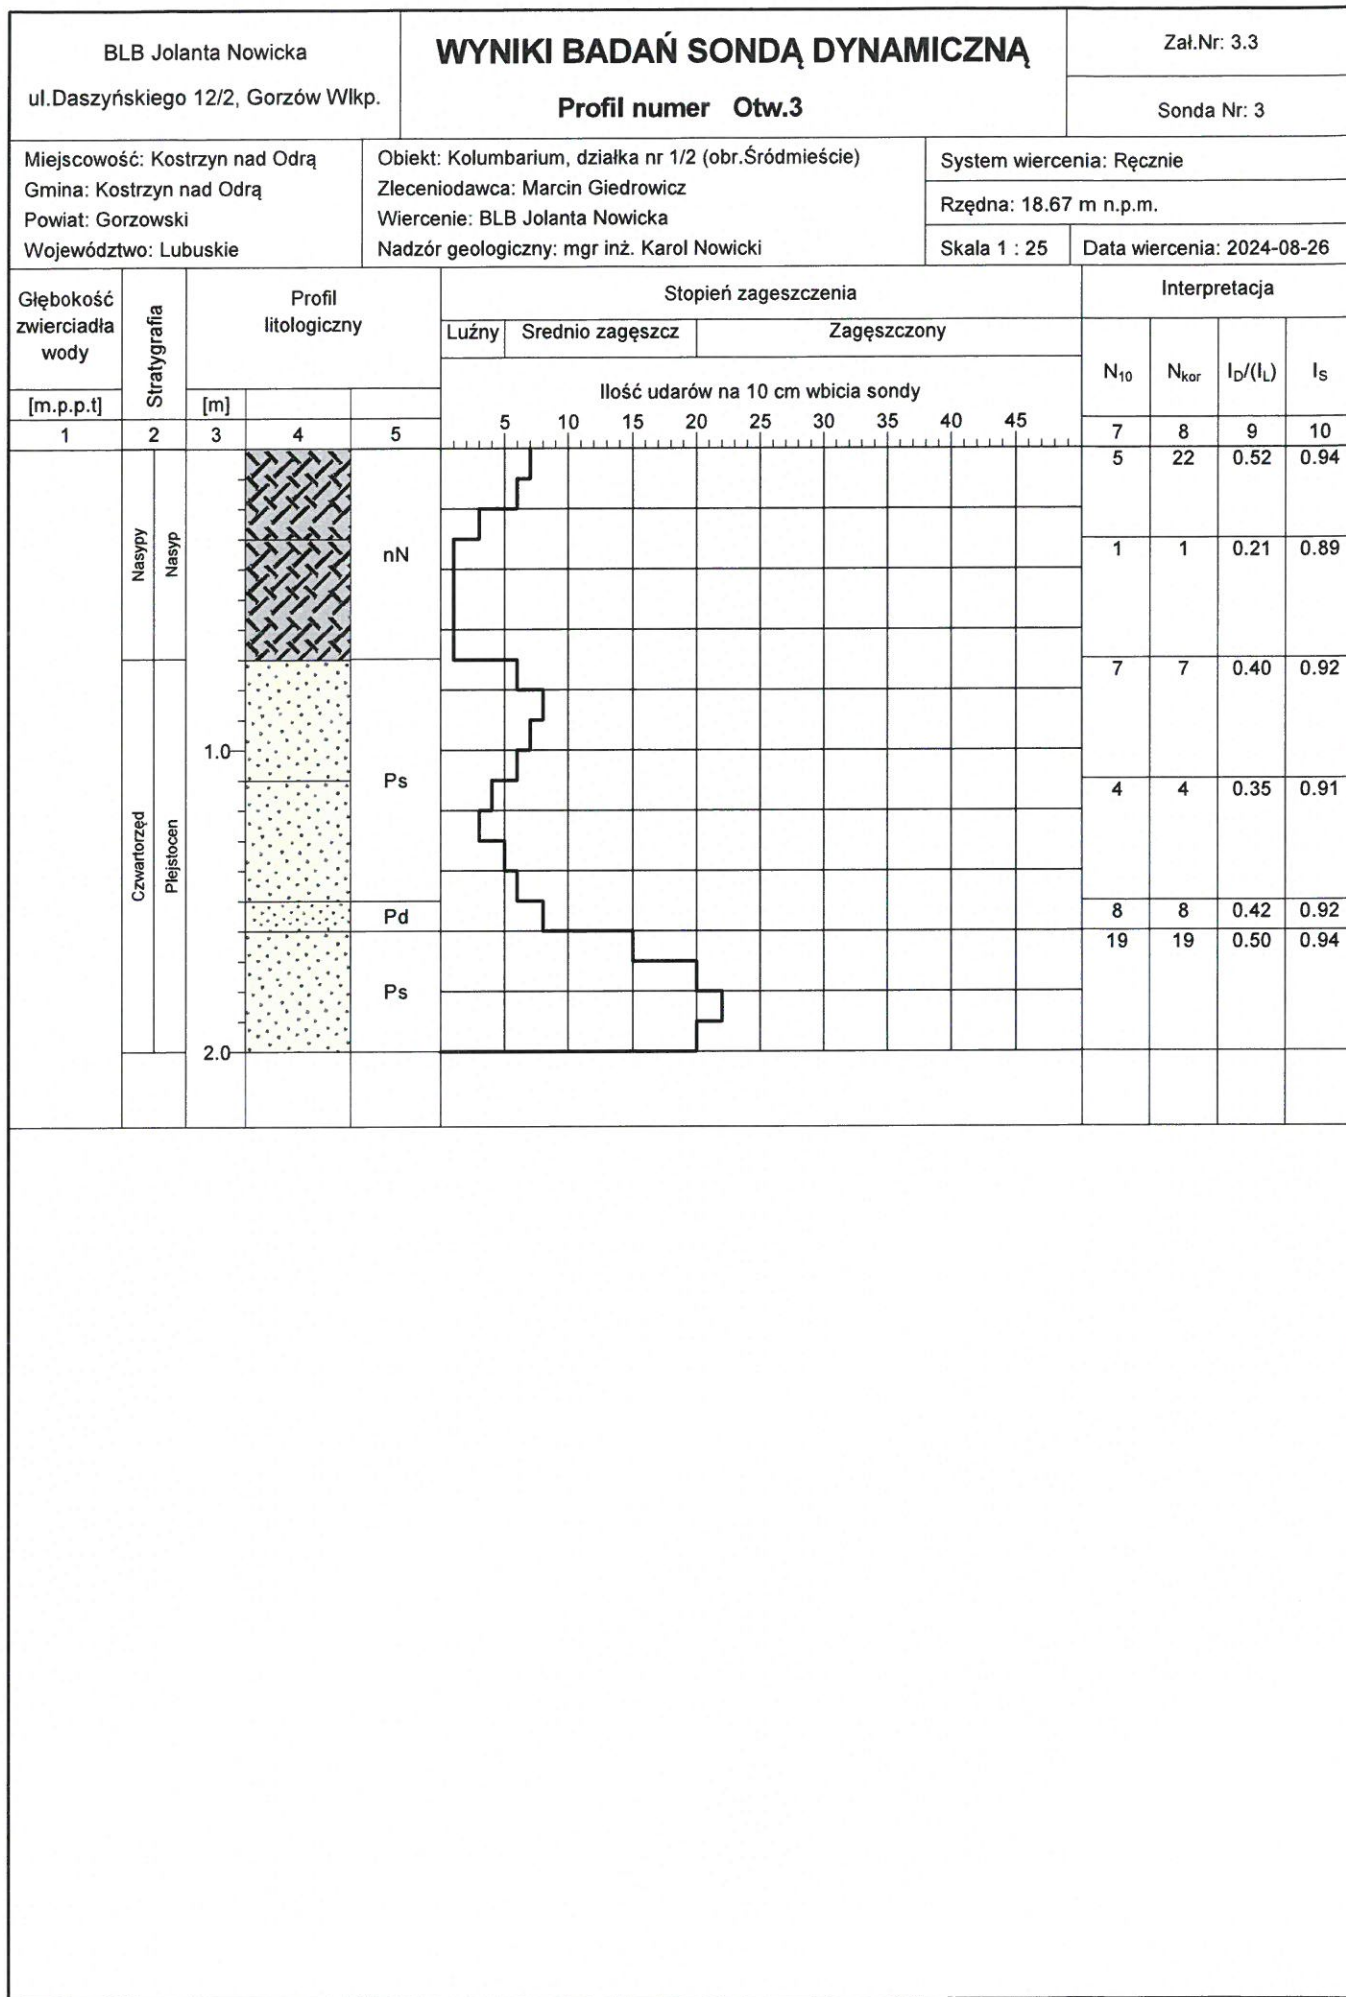 BLB Jolanta Nowicka
ul.Daszyńskiego 12/2, Gorzów Wlkp.
WYNIKI BADAŃ SONDĄ DYNAMICZNĄ
Profil numer Otw.3
Zał.Nr: 3.3
Sonda Nr: 3
Miejscowość: Kostrzyn nad Odrą
Gmina: Kostrzyn nad Odrą
Powiat: Gorzowski
Województwo: Lubuskie
Obiekt: Kolumbarium, działka nr 1/2 (obr.Śródmieście)
Zleceniodawca: Marcin Giedrowicz
Wiercenie: BLB Jolanta Nowicka
Nadzór geologiczny: mgr inż. Karol Nowicki
System wiercenia: Ręcznie
Rzędna: 18.67 m n.p.m.
Skala 1 : 25
Data wiercenia: 2024-08-26
Głębokość
zwierciadła
wody
[m.p.p.t]
Stratygrafia
Profil
litologiczny
[m]
Stopień zageszczenia
Luźny
Srednio zagęszcz
Zagęszczony
Ilość udarów na 10 cm wbicia sondy
5 10 15 20 25 30 35 40 45
Interpretacja
N10 Nkor ID/(IL) IS
1 2 3 4 5
7 8 9 10
5 22 0.52 0.94
Nasypy
Nasyp
nN
1 1 0.21 0.89
7 7 0.40 0.92
1.0
Ps
4 4 0.35 0.91
Czwartorzęd
Plejstocen
Pd
8 8 0.42 0.92
19 19 0.50 0.94
Ps
2.0